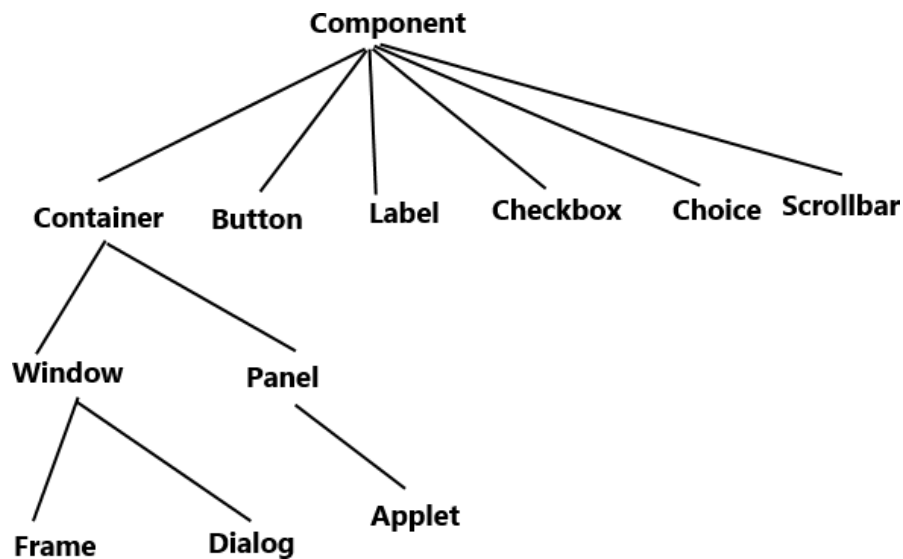 Component
Container Button Label Checkbox Choice Scrollbar
Window Panel
Applet
Frame Dialog